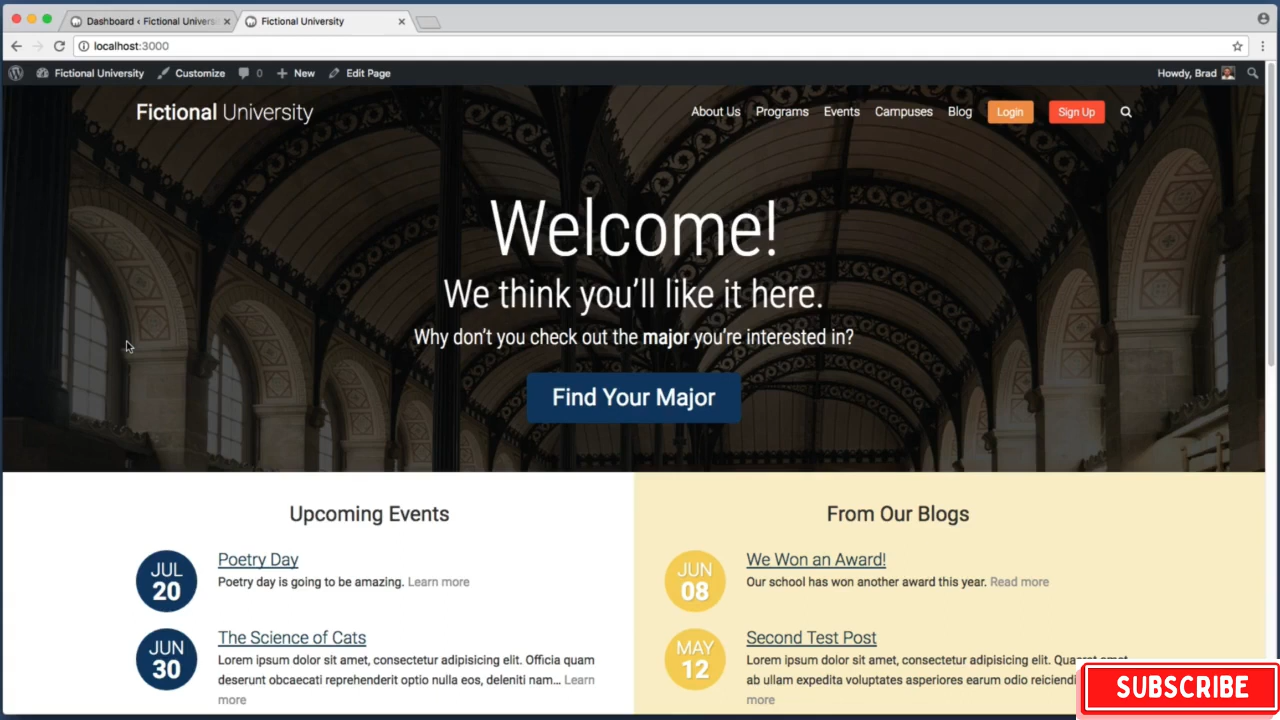 Dashboard ‹ Fictional Univers
Fictional University
localhost:3000
Fictional University
Customize
0
New
Edit Page
Howdy, Brad
Fictional University
About Us
Programs
Events
Campuses
Blog
Login
Sign Up
Welcome!
We think you'll like it here.
Why don't you check out the major you're interested in?
Find Your Major
Upcoming Events
JUL
20
Poetry Day
Poetry day is going to be amazing. Learn more
JUN
30
The Science of Cats
Lorem ipsum dolor sit amet, consectetur adipisicing elit. Officia quam
deserunt obcaecati reprehenderit optio nulla eos, deleniti nam... Learn
more
From Our Blogs
JUN
08
We Won an Award!
Our school has won another award this year. Read more
MAY
12
Second Test Post
Lorem ipsum dolor sit amet, consectetur adipisicing elit.
ab ullam expedita voluptates asperiores earum odio
more
SUBSCRIBE